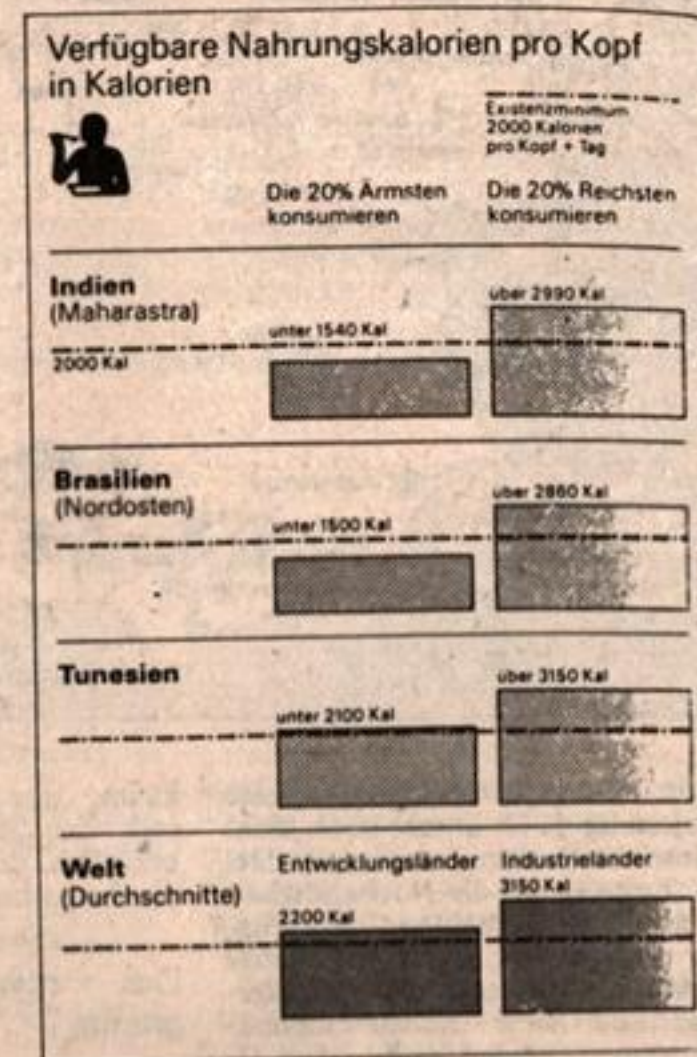 Verfügbare Nahrungskalorien pro Kopf
in Kalorien
Existenzminimum
2000 Kalorien
pro Kopf + Tag
Die 20% Ärmsten
konsumieren
Die 20% Reichsten
konsumieren
Indien
(Maharastra)
2000 Kal
unter 1540 Kal
über 2990 Kal
Brasilien
(Nordosten)
unter 1500 Kal
über 2860 Kal
Tunesien
unter 2100 Kal
über 3150 Kal
Welt
(Durchschnitte)
Entwicklungsländer
2200 Kal
Industrieländer
3150 Kal